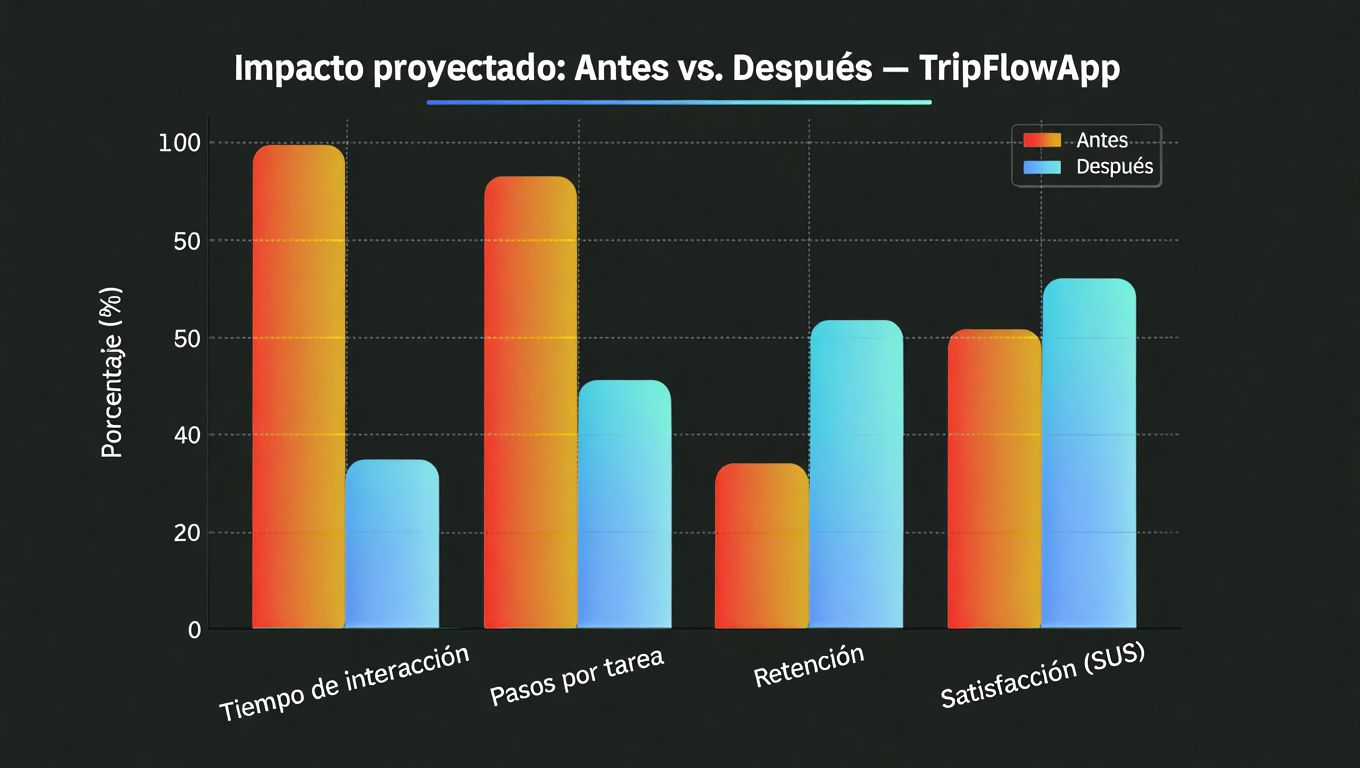 Impacto proyectado: Antes vs. Después — TripFlowApp
Antes
Después
Porcentaje (%)
100
50
50
40
20
0
Tiempo de interacción
Pasos por tarea
Retención
Satisfacción (SUS)